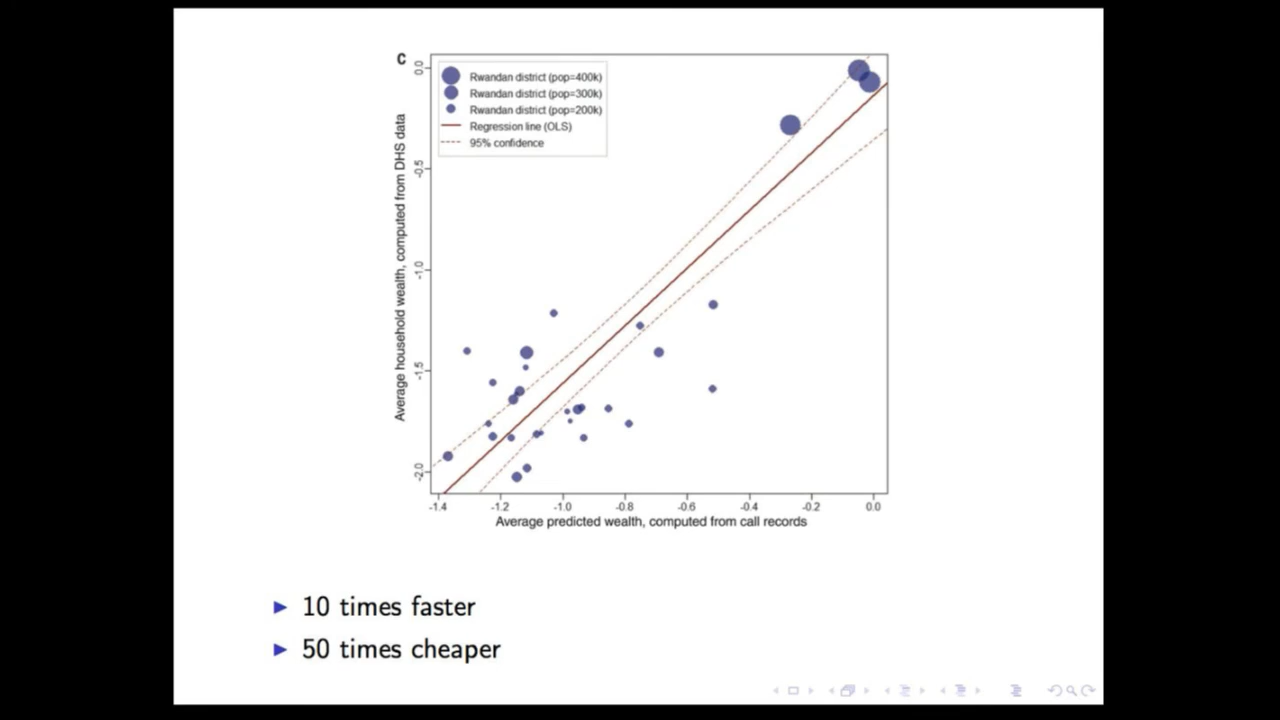 C
Rwandan district (pop=400k)
Rwandan district (pop=300k)
Rwandan district (pop=200k)
Regression line (OLS)
95% confidence
Average household wealth, computed from DHS data
0.0
-0.5
-1.0
-1.5
-2.0
-1.4 -1.2 -1.0 -0.8 -0.6 -0.4 -0.2 0.0
Average predicted wealth, computed from call records
10 times faster
50 times cheaper